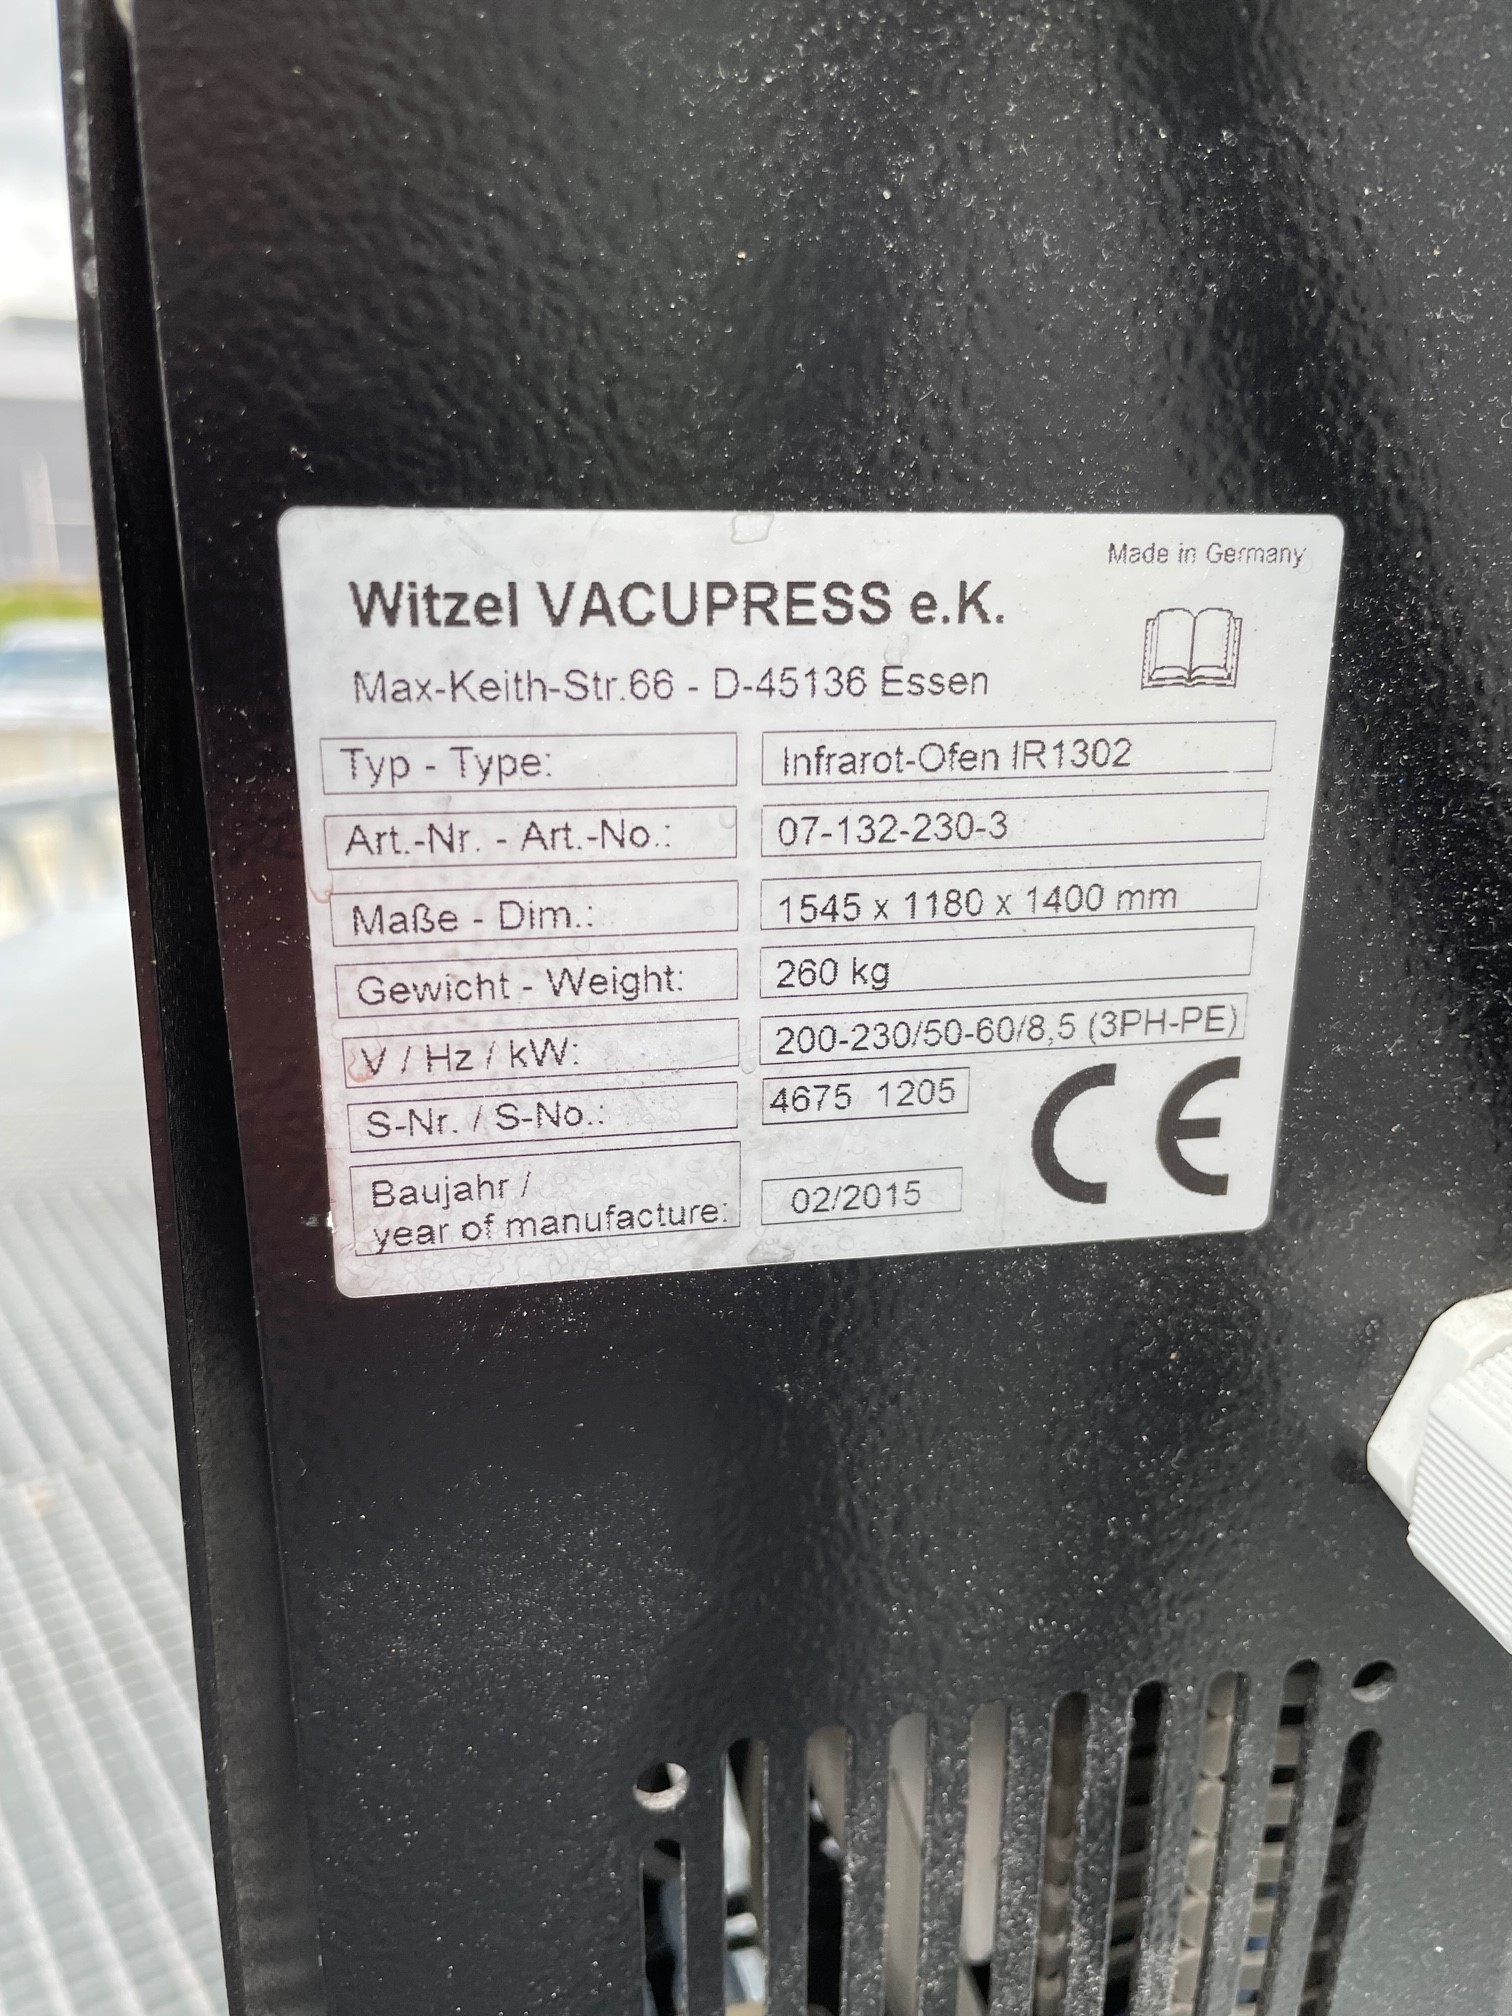 Made in Germany
Witzel VACUPRESS e.K.
Max-Keith-Str.66 - D-45136 Essen
Typ - Type: Infrarot-Ofen IR1302
Art.-Nr. - Art.-No.: 07-132-230-3
Maße - Dim.: 1545 x 1180 x 1400 mm
Gewicht - Weight: 260 kg
V / Hz / kW: 200-230/50-60/8,5 (3PH-PE)
S-Nr. / S-No.: 4675 1205
CE
Baujahr /
year of manufacture: 02/2015